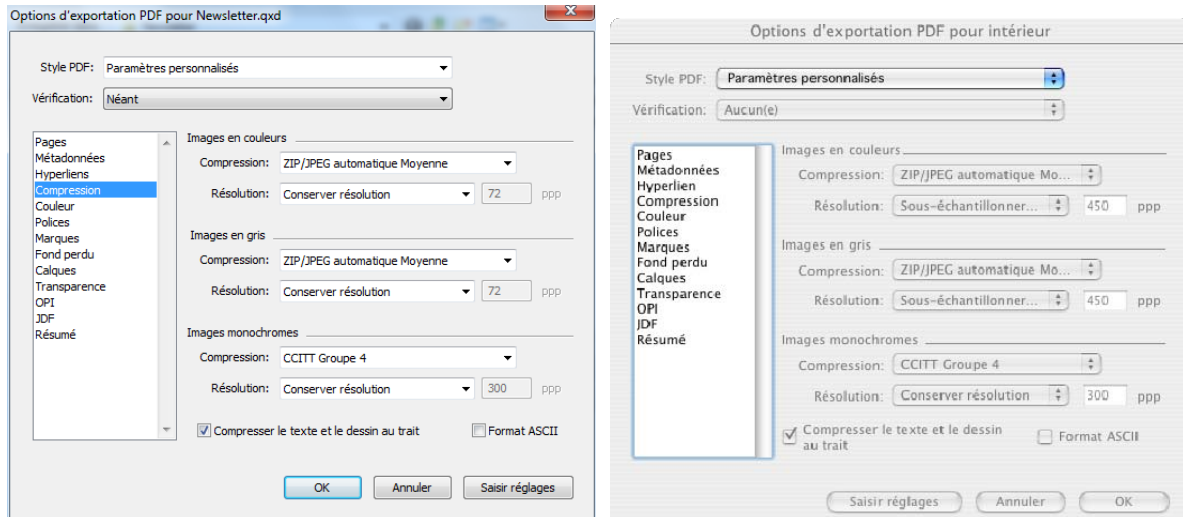 Options d'exportation PDF pour Newsletter.qxd
Style PDF: Paramètres personnalisés
Vérification: Néant
Pages
Métadonnées
Hyperliens
Compression
Couleur
Polices
Marques
Fond perdu
Calques
Transparence
OPI
JDF
Résumé
Images en couleurs
Compression: ZIP/JPEG automatique Moyenne
Résolution: Conserver résolution 72 ppp
Images en gris
Compression: ZIP/JPEG automatique Moyenne
Résolution: Conserver résolution 72 ppp
Images monochromes
Compression: CCITT Groupe 4
Résolution: Conserver résolution 300 ppp
Compresser le texte et le dessin au trait Format ASCII
OK Annuler Saisir réglages
Options d'exportation PDF pour intérieur
Style PDF: Paramètres personnalisés
Vérification: Aucun(e)
Pages
Métadonnées
Hyperlien
Compression
Couleur
Polices
Marques
Fond perdu
Calques
Transparence
OPI
JDF
Résumé
Images en couleurs
Compression: ZIP/JPEG automatique Mo...
Résolution: Sous-échantillonner... 450 ppp
Images en gris
Compression: ZIP/JPEG automatique Mo...
Résolution: Sous-échantillonner... 450 ppp
Images monochromes
Compression: CCITT Groupe 4
Résolution: Conserver résolution 300 ppp
Compresser le texte et le dessin
au trait
Format ASCII
Saisir réglages Annuler OK